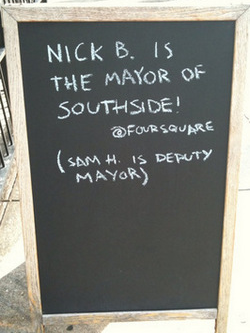 NICK B. IS
THE MAYOR OF
SOUTHSIDE!
@FOURSQUARE
(SAM H. IS DEPUTY
MAYOR)